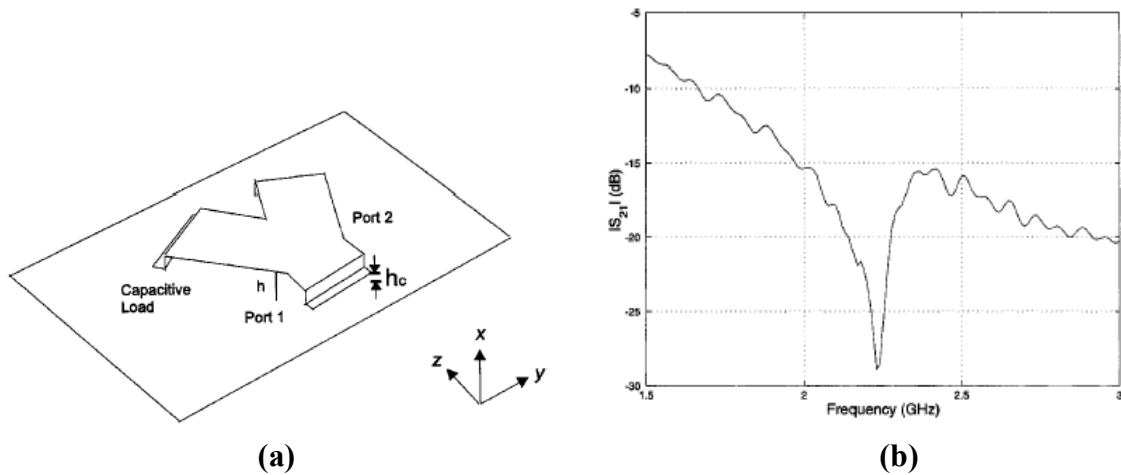 Port 2
Capacitive
Load
h
Port 1
hc
x
z
y
(a)
-5
-10
-15
-20
-25
-30
|S21| (dB)
1.5
2
2.5
3
Frequency (GHz)
(b)